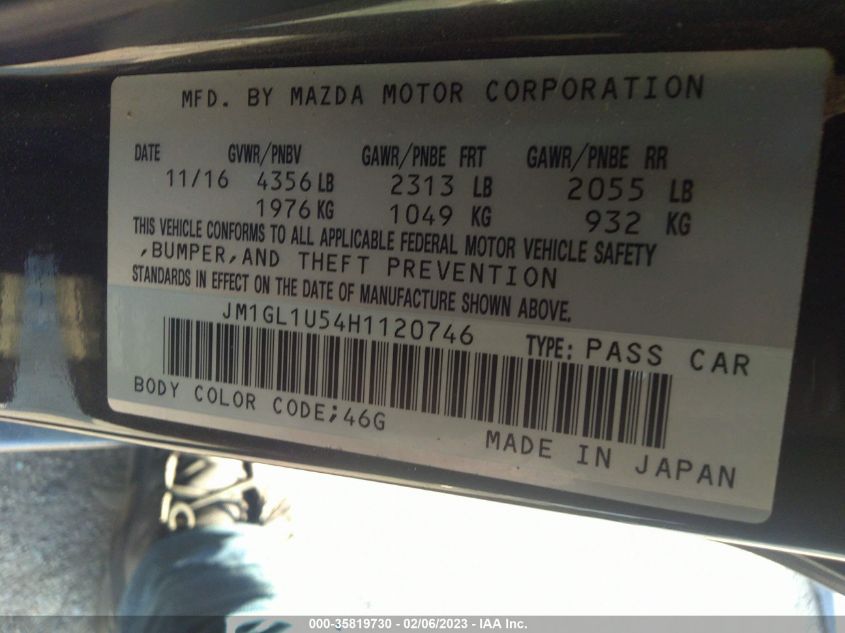 MFD. BY MAZDA MOTOR CORPORATION
DATE GVWR/PNBV GAWR/PNBE FRT GAWR/PNBE RR
11/16 4356 LB 2313 LB 2055 LB
1976 KG 1049 KG 932 KG
THIS VEHICLE CONFORMS TO ALL APPLICABLE FEDERAL MOTOR VEHICLE SAFETY
,BUMPER,AND THEFT PREVENTION
STANDARDS IN EFFECT ON THE DATE OF MANUFACTURE SHOWN ABOVE.
JM1GL1U54H1120746 TYPE: PASS CAR
BODY COLOR CODE;46G
MADE IN JAPAN
000-35819730 - 02/06/2023 - IAA Inc.